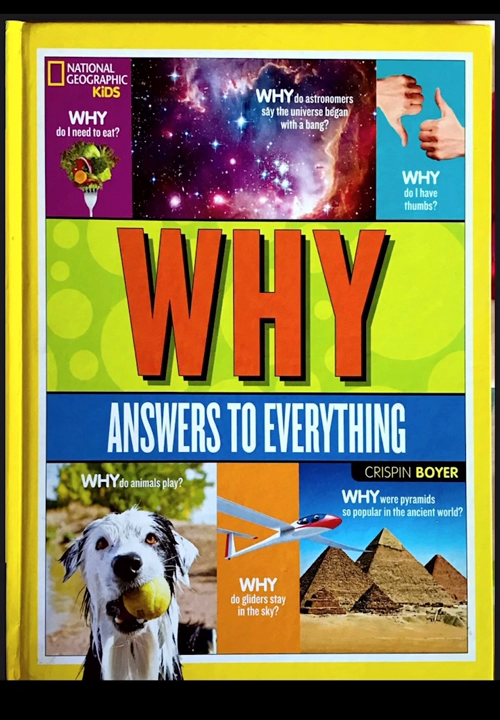 NATIONAL
GEOGRAPHIC
KiDS
WHY
do I need to eat?
WHY do astronomers
say the universe began
with a bang?
WHY
do I have
thumbs?
WHY
ANSWERS TO EVERYTHING
CRISPIN BOYER
WHY do animals play?
WHY
do gliders stay
in the sky?
WHY were pyramids
so popular in the ancient world?